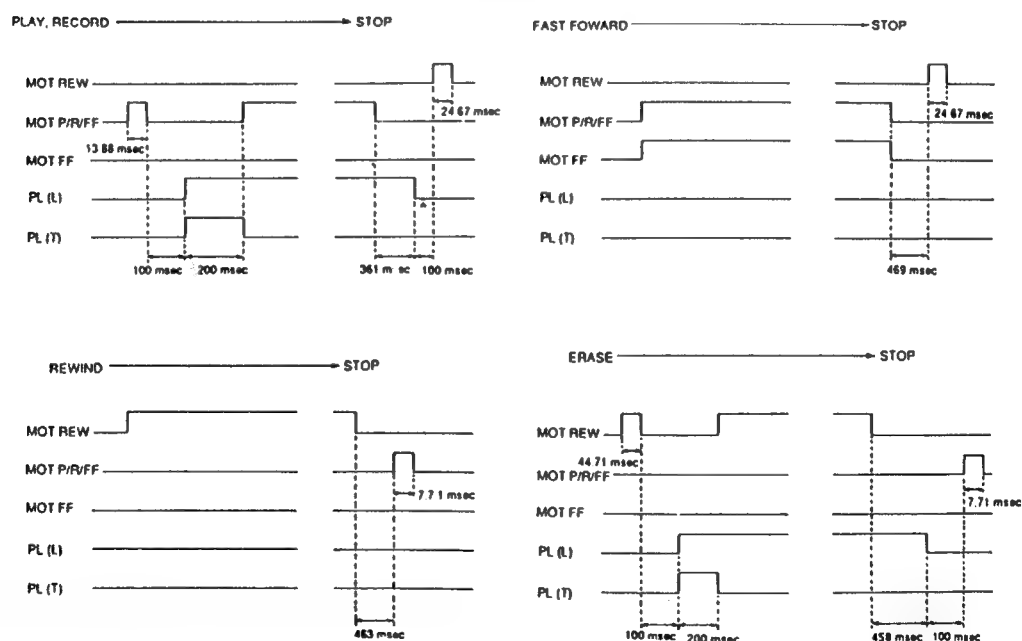 PLAY, RECORD STOP
MOT REW
24.67 msec
MOT P/R/FF
13.88 msec
MOT FF
PL (L)
PL (T)
100 msec 200 msec 361 msec 100 msec
FAST FOWARD STOP
MOT REW
24.67 msec
MOT P/R/FF
MOT FF
PL (L)
PL (T)
469 msec
REWIND STOP
MOT REW
MOT P/R/FF
7.71 msec
MOT FF
PL (L)
PL (T)
463 msec
ERASE STOP
MOT REW
44.71 msec
MOT P/R/FF
7.71 msec
MOT FF
PL (L)
PL (T)
100 msec 200 msec 458 msec 100 msec